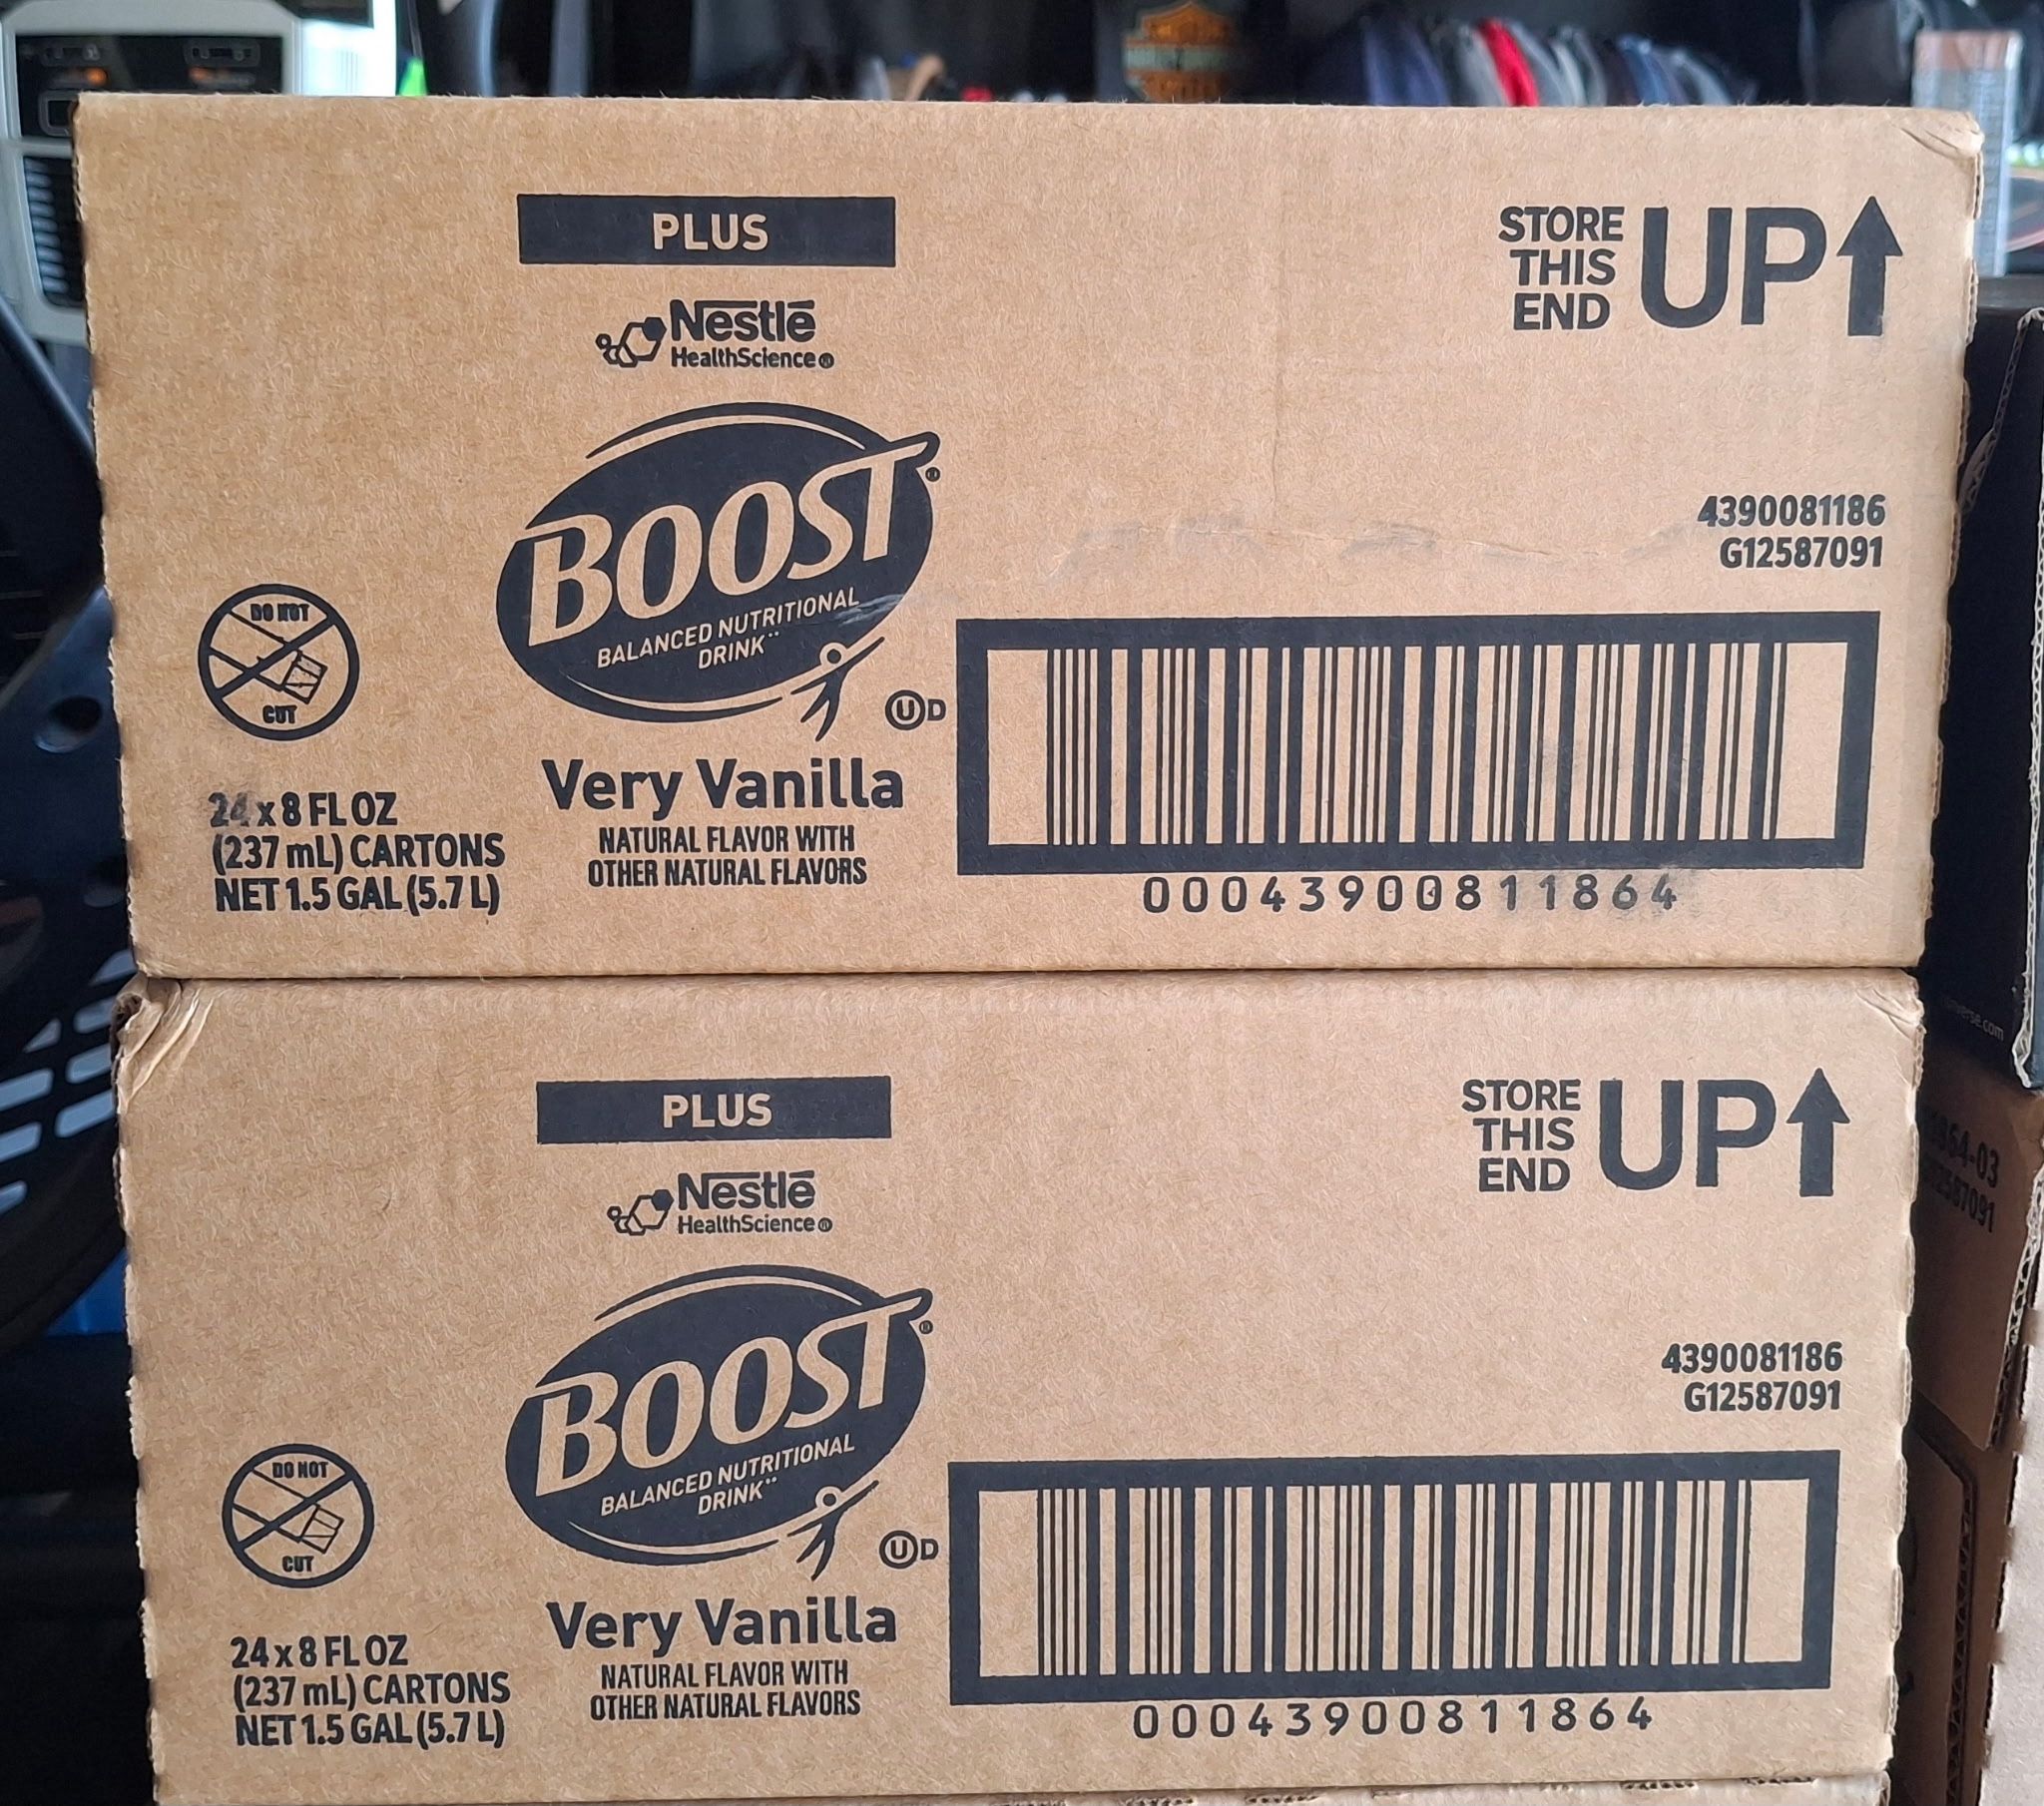 PLUS
Nestlé
HealthScience®
STORE
THIS
END
UP
BOOST®
BALANCED NUTRITIONAL
DRINK
4390081186
G12587091
DO NOT
CUT
UD
Very Vanilla
NATURAL FLAVOR WITH
OTHER NATURAL FLAVORS
24 x 8 FL OZ
(237 mL) CARTONS
NET 1.5 GAL (5.7 L)
00043900811864
PLUS
Nestlé
HealthScience®
STORE
THIS
END
UP
BOOST®
BALANCED NUTRITIONAL
DRINK
4390081186
G12587091
DO NOT
CUT
UD
Very Vanilla
NATURAL FLAVOR WITH
OTHER NATURAL FLAVORS
24 x 8 FL OZ
(237 mL) CARTONS
NET 1.5 GAL (5.7 L)
00043900811864